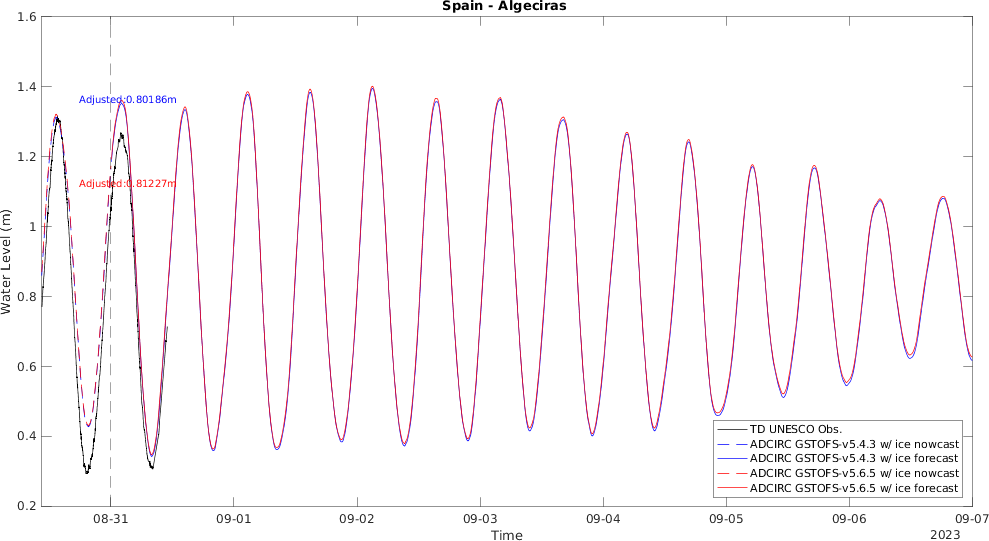 Spain - Algeciras
Water Level (m)
1.6
1.4
1.2
1
0.8
0.6
0.4
0.2
Adjusted:0.80186m
Adjusted:0.81227m
TD UNESCO Obs.
ADCIRC GSTOFS-v5.4.3 w/ ice nowcast
ADCIRC GSTOFS-v5.4.3 w/ ice forecast
ADCIRC GSTOFS-v5.6.5 w/ ice nowcast
ADCIRC GSTOFS-v5.6.5 w/ ice forecast
08-31 09-01 09-02 09-03 09-04 09-05 09-06 09-07
Time
2023